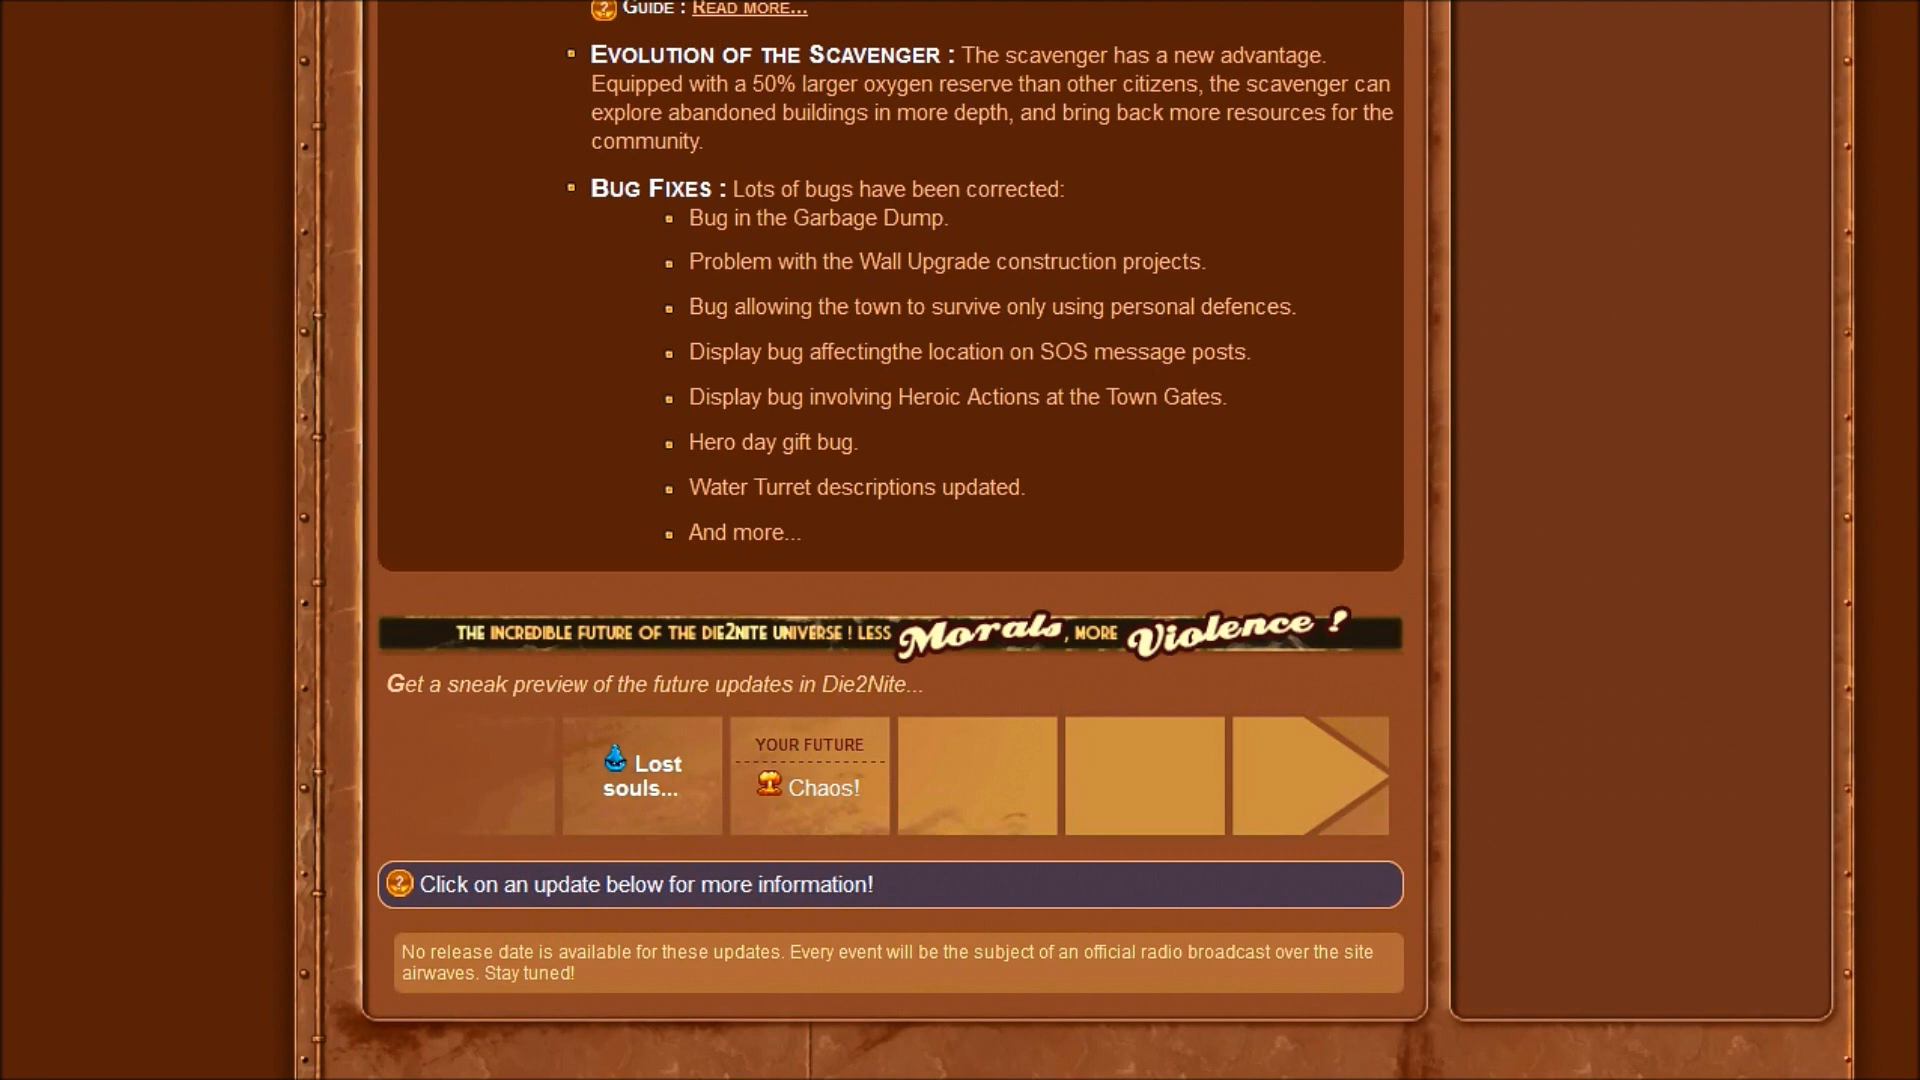 GUIDE : READ MORE...
EVOLUTION OF THE SCAVENGER : The scavenger has a new advantage.
Equipped with a 50% larger oxygen reserve than other citizens, the scavenger can
explore abandoned buildings in more depth, and bring back more resources for the
community.
BUG FIXES : Lots of bugs have been corrected:
Bug in the Garbage Dump.
Problem with the Wall Upgrade construction projects.
Bug allowing the town to survive only using personal defences.
Display bug affectingthe location on SOS message posts.
Display bug involving Heroic Actions at the Town Gates.
Hero day gift bug.
Water Turret descriptions updated.
And more...
THE INCREDIBLE FUTURE OF THE DIE2NITE UNIVERSE ! LESS Morals, MORE Violence !
Get a sneak preview of the future updates in Die2Nite...
Lost
souls...
YOUR FUTURE
Chaos!
Click on an update below for more information!
No release date is available for these updates. Every event will be the subject of an official radio broadcast over the site
airwaves. Stay tuned!